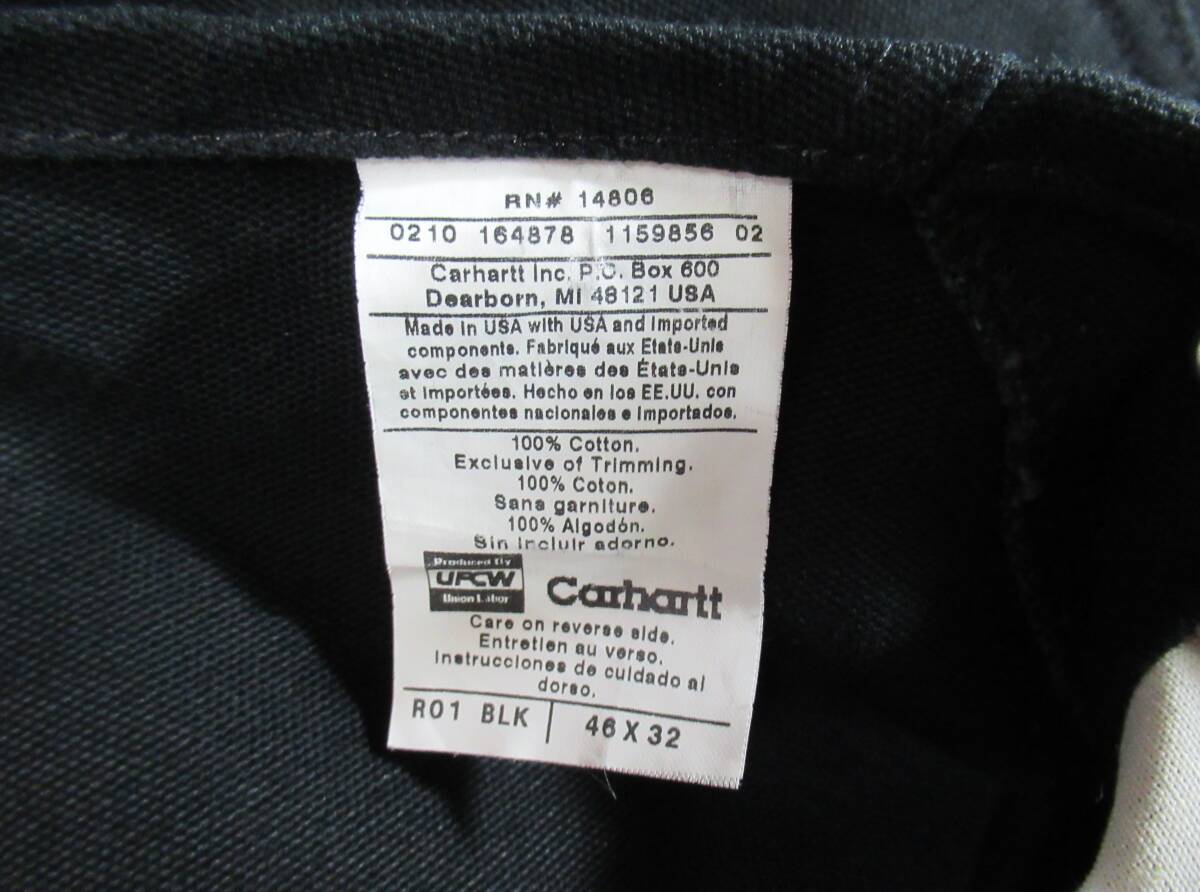 RN# 14806
0210 164878 1159856 02
Carhartt Inc. P.O. Box 600
Dearborn, MI 48121 USA
Made in USA with USA and Imported
components. Fabriqué aux Etats-Unis
avec des matières des États-Unis
et importées. Hecho en los EE.UU. con
componentes nacionales e importados.
100% Cotton.
Exclusive of Trimming.
100% Coton.
Sans garniture.
100% Algodón.
Sin incluir adorno.
Produced By
UFCW
Union Labor
Carhartt
Care on reverse side.
Entretien au verso.
Instrucciones de cuidado al
dorso.
R01 BLK 46 X 32